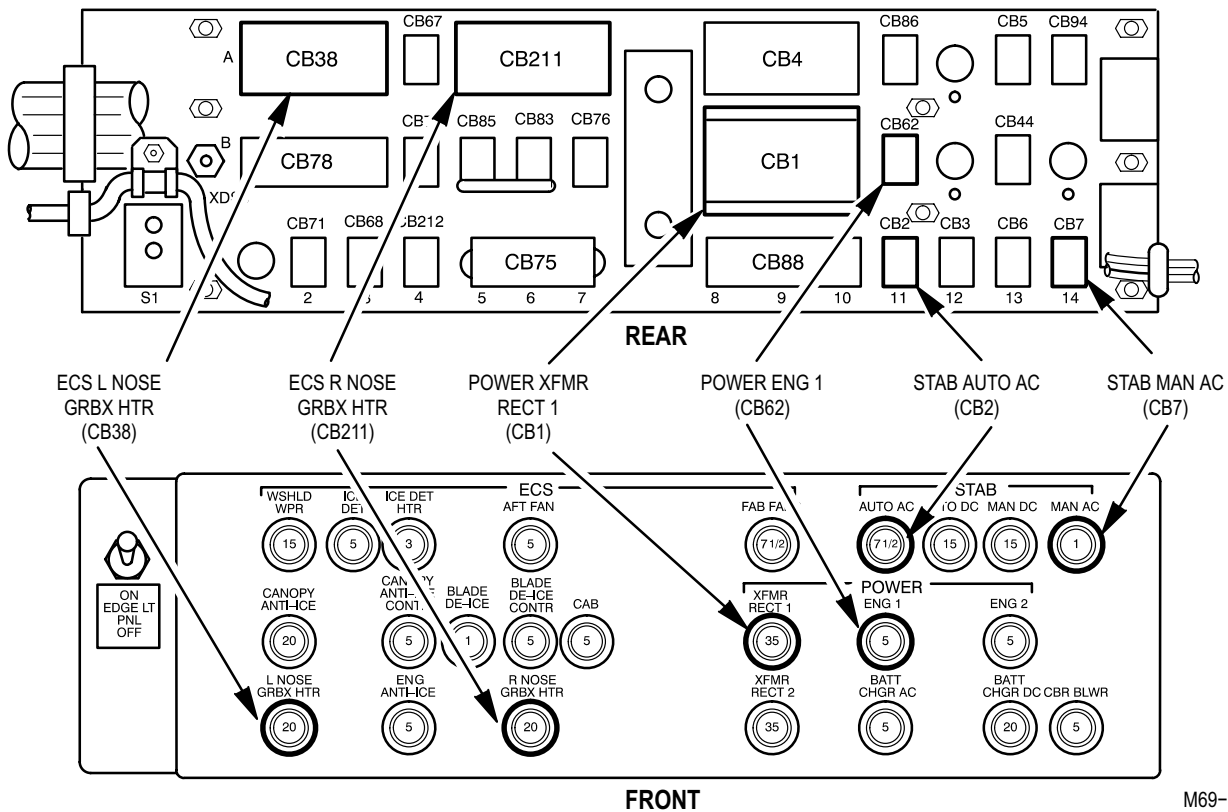 CB67 CB86 CB5 CB94
A CB38 CB211 CB4
CB85 CB83 CB76 CB62 CB44
B CB78 CB1
CB71 CB68 CB212 CB2 CB3 CB6 CB7
CB75 CB88
S1 2 3 4 5 6 7 8 9 10 11 12 13 14
REAR
ECS L NOSE
GRBX HTR
(CB38)
ECS R NOSE
GRBX HTR
(CB211)
POWER XFMR
RECT 1
(CB1)
POWER ENG 1
(CB62)
STAB AUTO AC
(CB2)
STAB MAN AC
(CB7)
ECS STAB
WSHLD
WPR
DET
ICE DET
HTR
AFT FAN
FAB
AUTO AC
DC
MAN DC
MAN AC
15 5 3 5 7 1/2 7 1/2 15 15 1
POWER
ON
EDGE LT
PNL
OFF
CANOPY
ANTI-ICE
BLADE
DE-ICE
BLADE
DE-ICE
CONTR
CAB
XFMR
RECT 1
ENG 1
ENG 2
20 5 1 5 5 35 5 5
L NOSE
GRBX HTR
ENG
ANTI-ICE
R NOSE
GRBX HTR
XFMR
RECT 2
BATT
CHGR AC
BATT
CHGR DC
CBR BLWR
20 5 20 35 5 20 5
FRONT